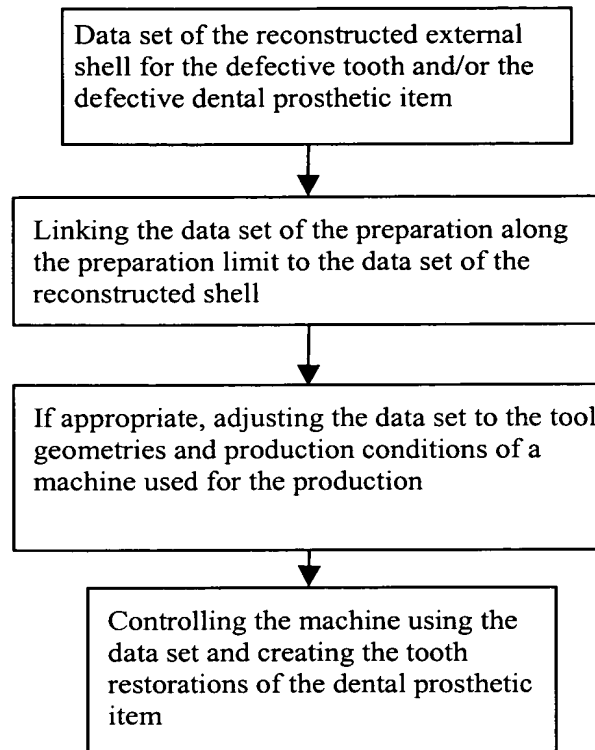 Data set of the reconstructed external
shell for the defective tooth and/or the
defective dental prosthetic item
Linking the data set of the preparation along
the preparation limit to the data set of the
reconstructed shell
If appropriate, adjusting the data set to the tool
geometries and production conditions of a
machine used for the production
Controlling the machine using the
data set and creating the tooth
restorations of the dental prosthetic
item